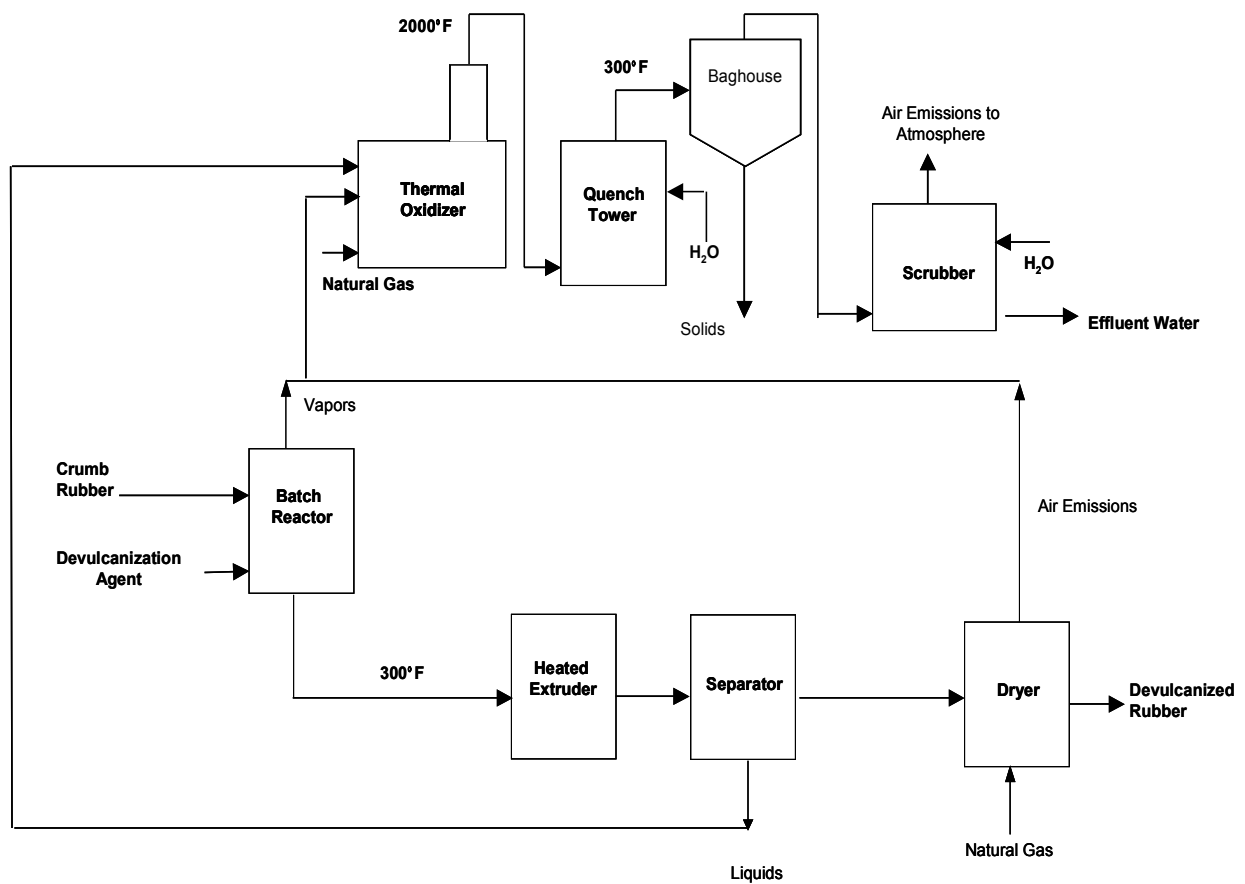 2000° F
300° F
Baghouse
Air Emissions to
Atmosphere
Thermal
Oxidizer
Quench
Tower
H₂O
Scrubber
H₂O
Natural Gas
Solids
Effluent Water
Vapors
Crumb
Rubber
Batch
Reactor
Air Emissions
Devulcanization
Agent
300° F
Heated
Extruder
Separator
Dryer
Devulcanized
Rubber
Natural Gas
Liquids